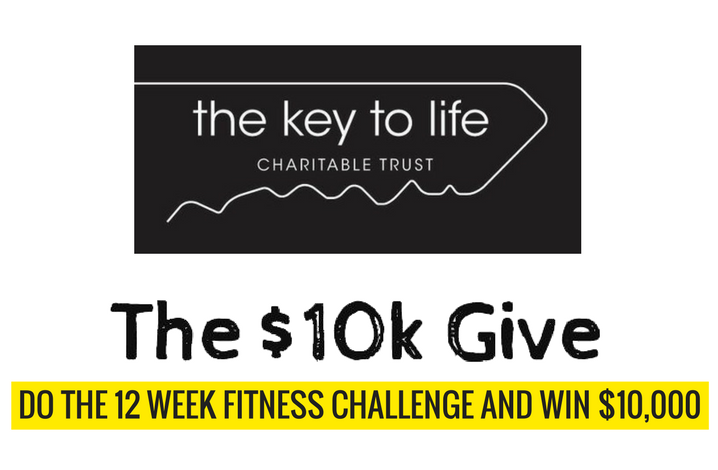 the key to life
CHARITABLE TRUST
The $10k Give
DO THE 12 WEEK FITNESS CHALLENGE AND WIN $10,000